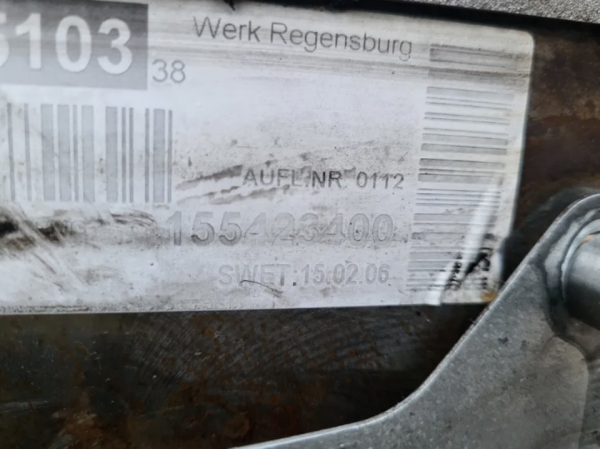 5103
38
Werk Regensburg
AUFL.NR. 0112
155423400
SWET:15.02.06